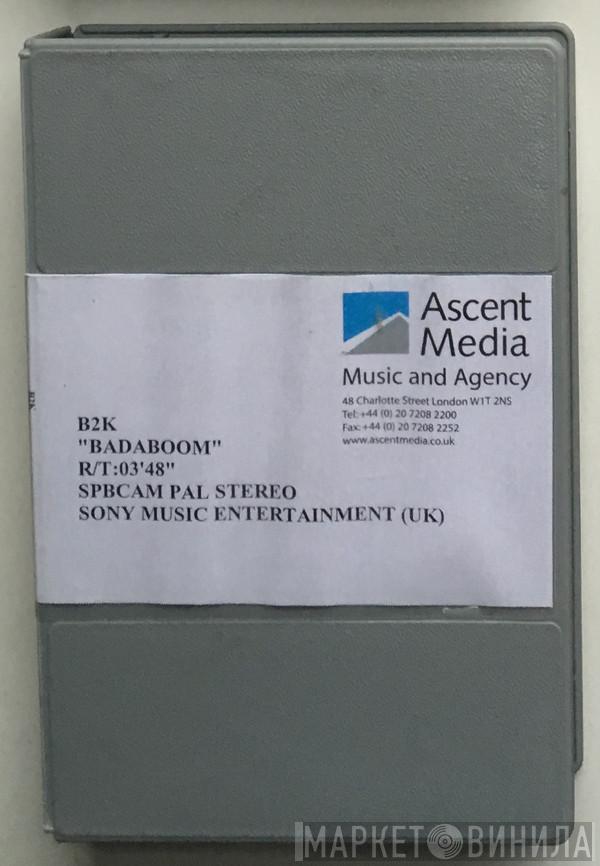 Ascent
Media
Music and Agency
48 Charlotte Street London W1T 2NS
Tel: +44 (0) 20 7208 2200
Fax: +44 (0) 20 7208 2252
www.ascentmedia.co.uk
B2K
B2K
"BADABOOM"
R/T:03'48"
SPBCAM PAL STEREO
SONY MUSIC ENTERTAINMENT (UK)
МАРКЕТ ВИНИЛА